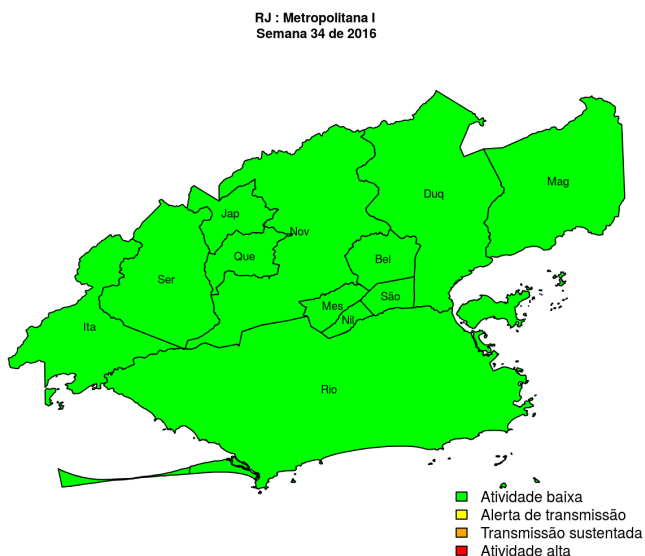 RJ : Metropolitana I
Semana 34 de 2016
Mag
Duq
Jap
Nov
Que
Bel
Ser
São
Mes
Nil
Ita
Rio
Atividade baixa
Alerta de transmissão
Transmissão sustentada
Atividade alta